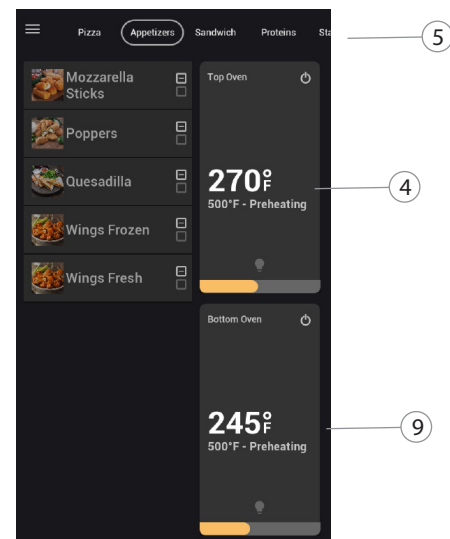 Pizza Appetizers Sandwich Proteins Sta
5
Mozzarella
Sticks
Poppers
Quesadilla
Wings Frozen
Wings Fresh
Top Oven
270°F
500°F - Preheating
4
Bottom Oven
245°F
500°F - Preheating
9